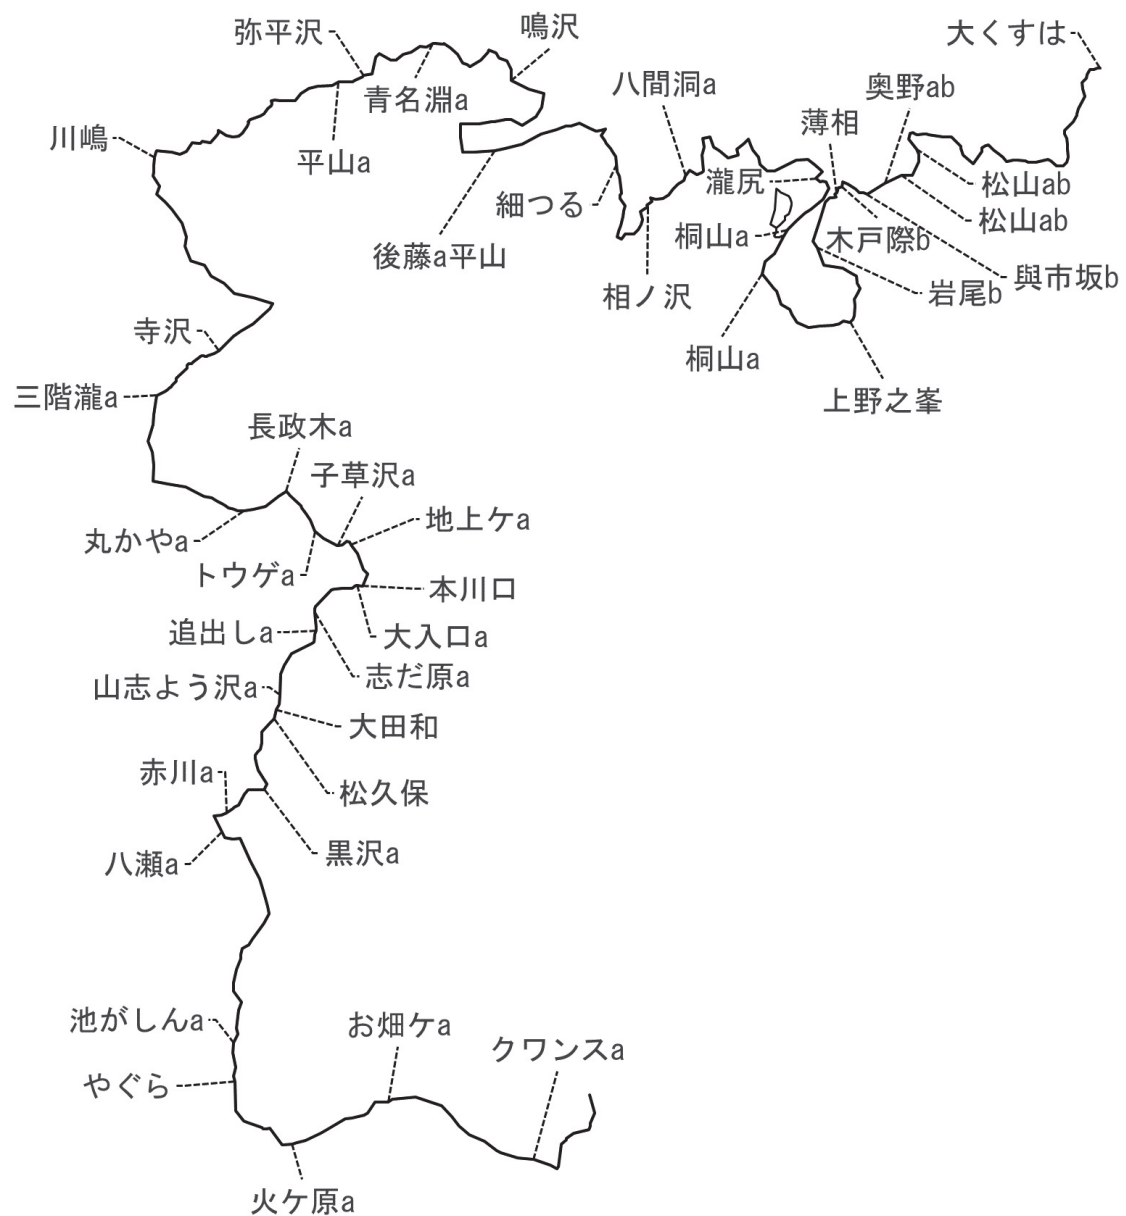 大くすは
鳴沢
弥平沢
八間洞a
奥野ab
青名淵a
薄相
川嶋
平山a
瀧尻
松山ab
細つる
松山ab
桐山a
木戸際b
後藤a平山
與市坂b
相ノ沢
岩尾b
寺沢
桐山a
三階瀧a
上野之峯
長政木a
子草沢a
地上ケa
丸かやa
トウゲa
本川口
追出しa
大入口a
志だ原a
山志よう沢a
大田和
赤川a
松久保
黒沢a
八瀬a
池がしんa
お畑ケa
クワンスa
やぐら
火ケ原a